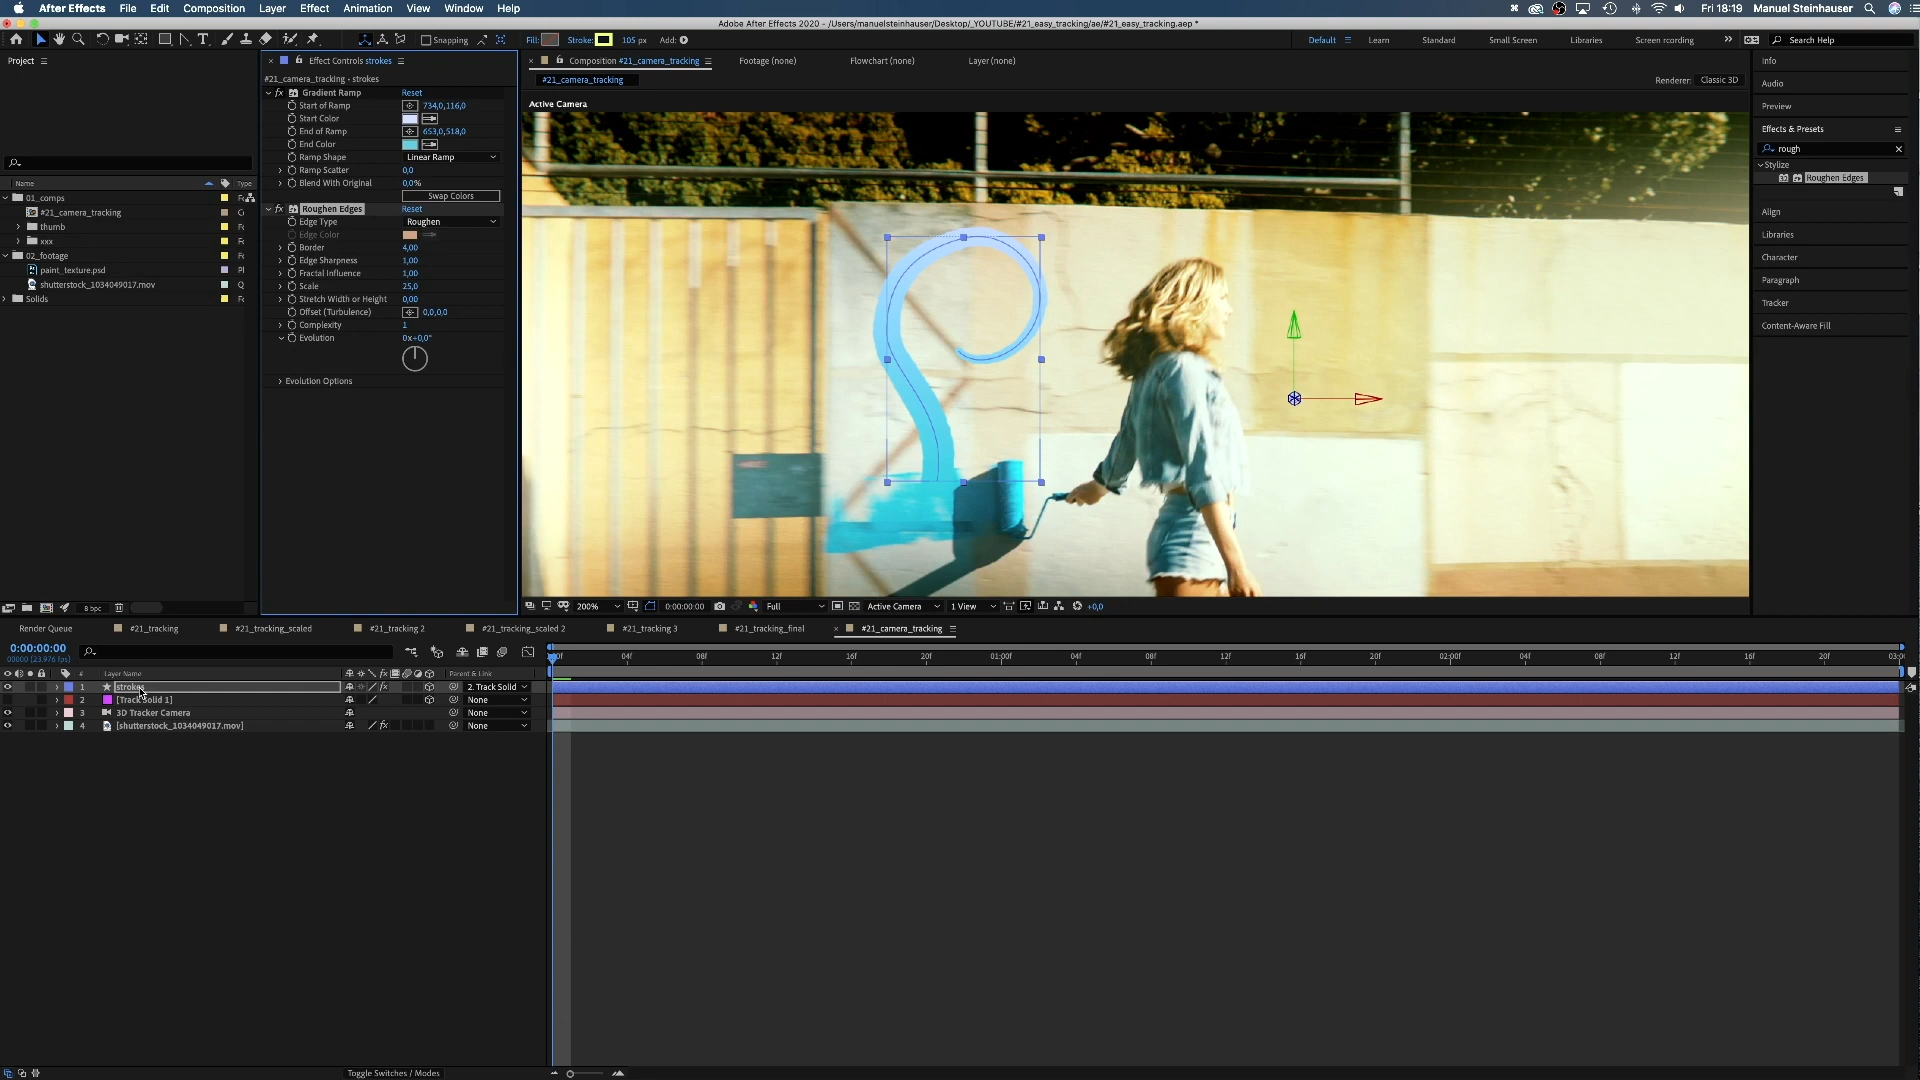 After Effects File Edit Composition Layer Effect Animation View Window Help
Fri 18:19 Manuel Steinhauser
Adobe After Effects 2020 - /Users/manuelsteinhauser/Desktop/_YOUTUBE/#21_easy_tracking/ae/#21_easy_tracking.aep *
Snapping
Fill: Stroke: 105 px Add:
Default Learn Standard Small Screen Libraries Screen rcording Search Help
Project
Effect Controls strokes
Composition #21_camera_tracking Footage (none) Flowchart (none) Layer (none)
Info
#21_camera_tracking - strokes
#21_camera_tracking
Renderer: Classic 3D
Audio
Gradient Ramp Reset
Active Camera
Preview
Start of Ramp 734,0,116,0
Start Color
End of Ramp 653,0,518,0
Effects & Presets
End Color
rough
Ramp Shape Linear Ramp
Stylize
Ramp Scatter 0,0
Roughen Edges
Name Type
Blend With Original 0,0%
Swap Colors
01_comps
#21_camera_tracking
thumb
xxx
02_footage
paint_texture.psd
shutterstock_1034049017.mov
Solids
Roughen Edges Reset
Edge Type Roughen
Edge Color
Border 4,00
Edge Sharpness 1,00
Fractal Influence 1,00
Scale 25,0
Stretch Width or Height 0,00
Offset (Turbulence) 0,0,0,0
Complexity 1
Evolution 0x+0,0°
Evolution Options
Align
Libraries
Character
Paragraph
Tracker
Content-Aware Fill
8 bpc
200% 0:00:00:00 Full Active Camera 1 View +0,0
Render Queue #21_tracking #21_tracking_scaled #21_tracking 2 #21_tracking_scaled 2 #21_tracking 3 #21_tracking_final #21_camera_tracking
0:00:00:00
00000 (23.976 fps)
04f 08f 12f 16f 20f 01:00f 04f 08f 12f 16f 20f 02:00f 04f 08f 12f 16f 20f
# Layer Name Parent & Link
1 strokes 2. Track Solid
2 [Track Solid 1] None
3 3D Tracker Camera None
4 [shutterstock_1034049017.mov] None
Toggle Switches / Modes